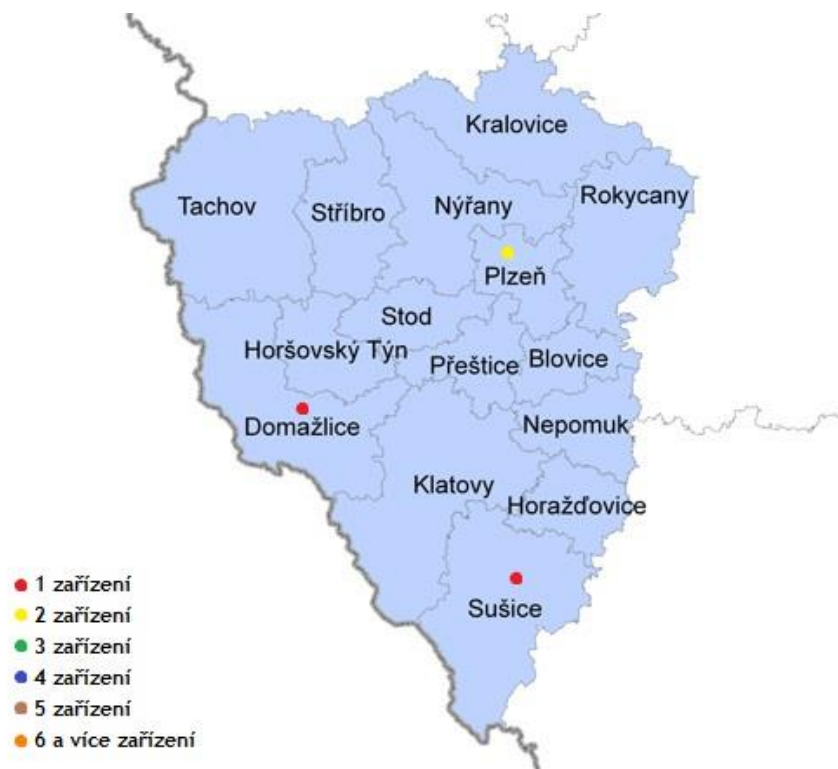 Kralovice
Tachov
Stříbro
Nýřany
Rokycany
Plzeň
Stod
Horšovský Týn
Přeštice
Blovice
Domažlice
Nepomuk
Klatovy
Horažďovice
Sušice
1 zařízení
2 zařízení
3 zařízení
4 zařízení
5 zařízení
6 a více zařízení